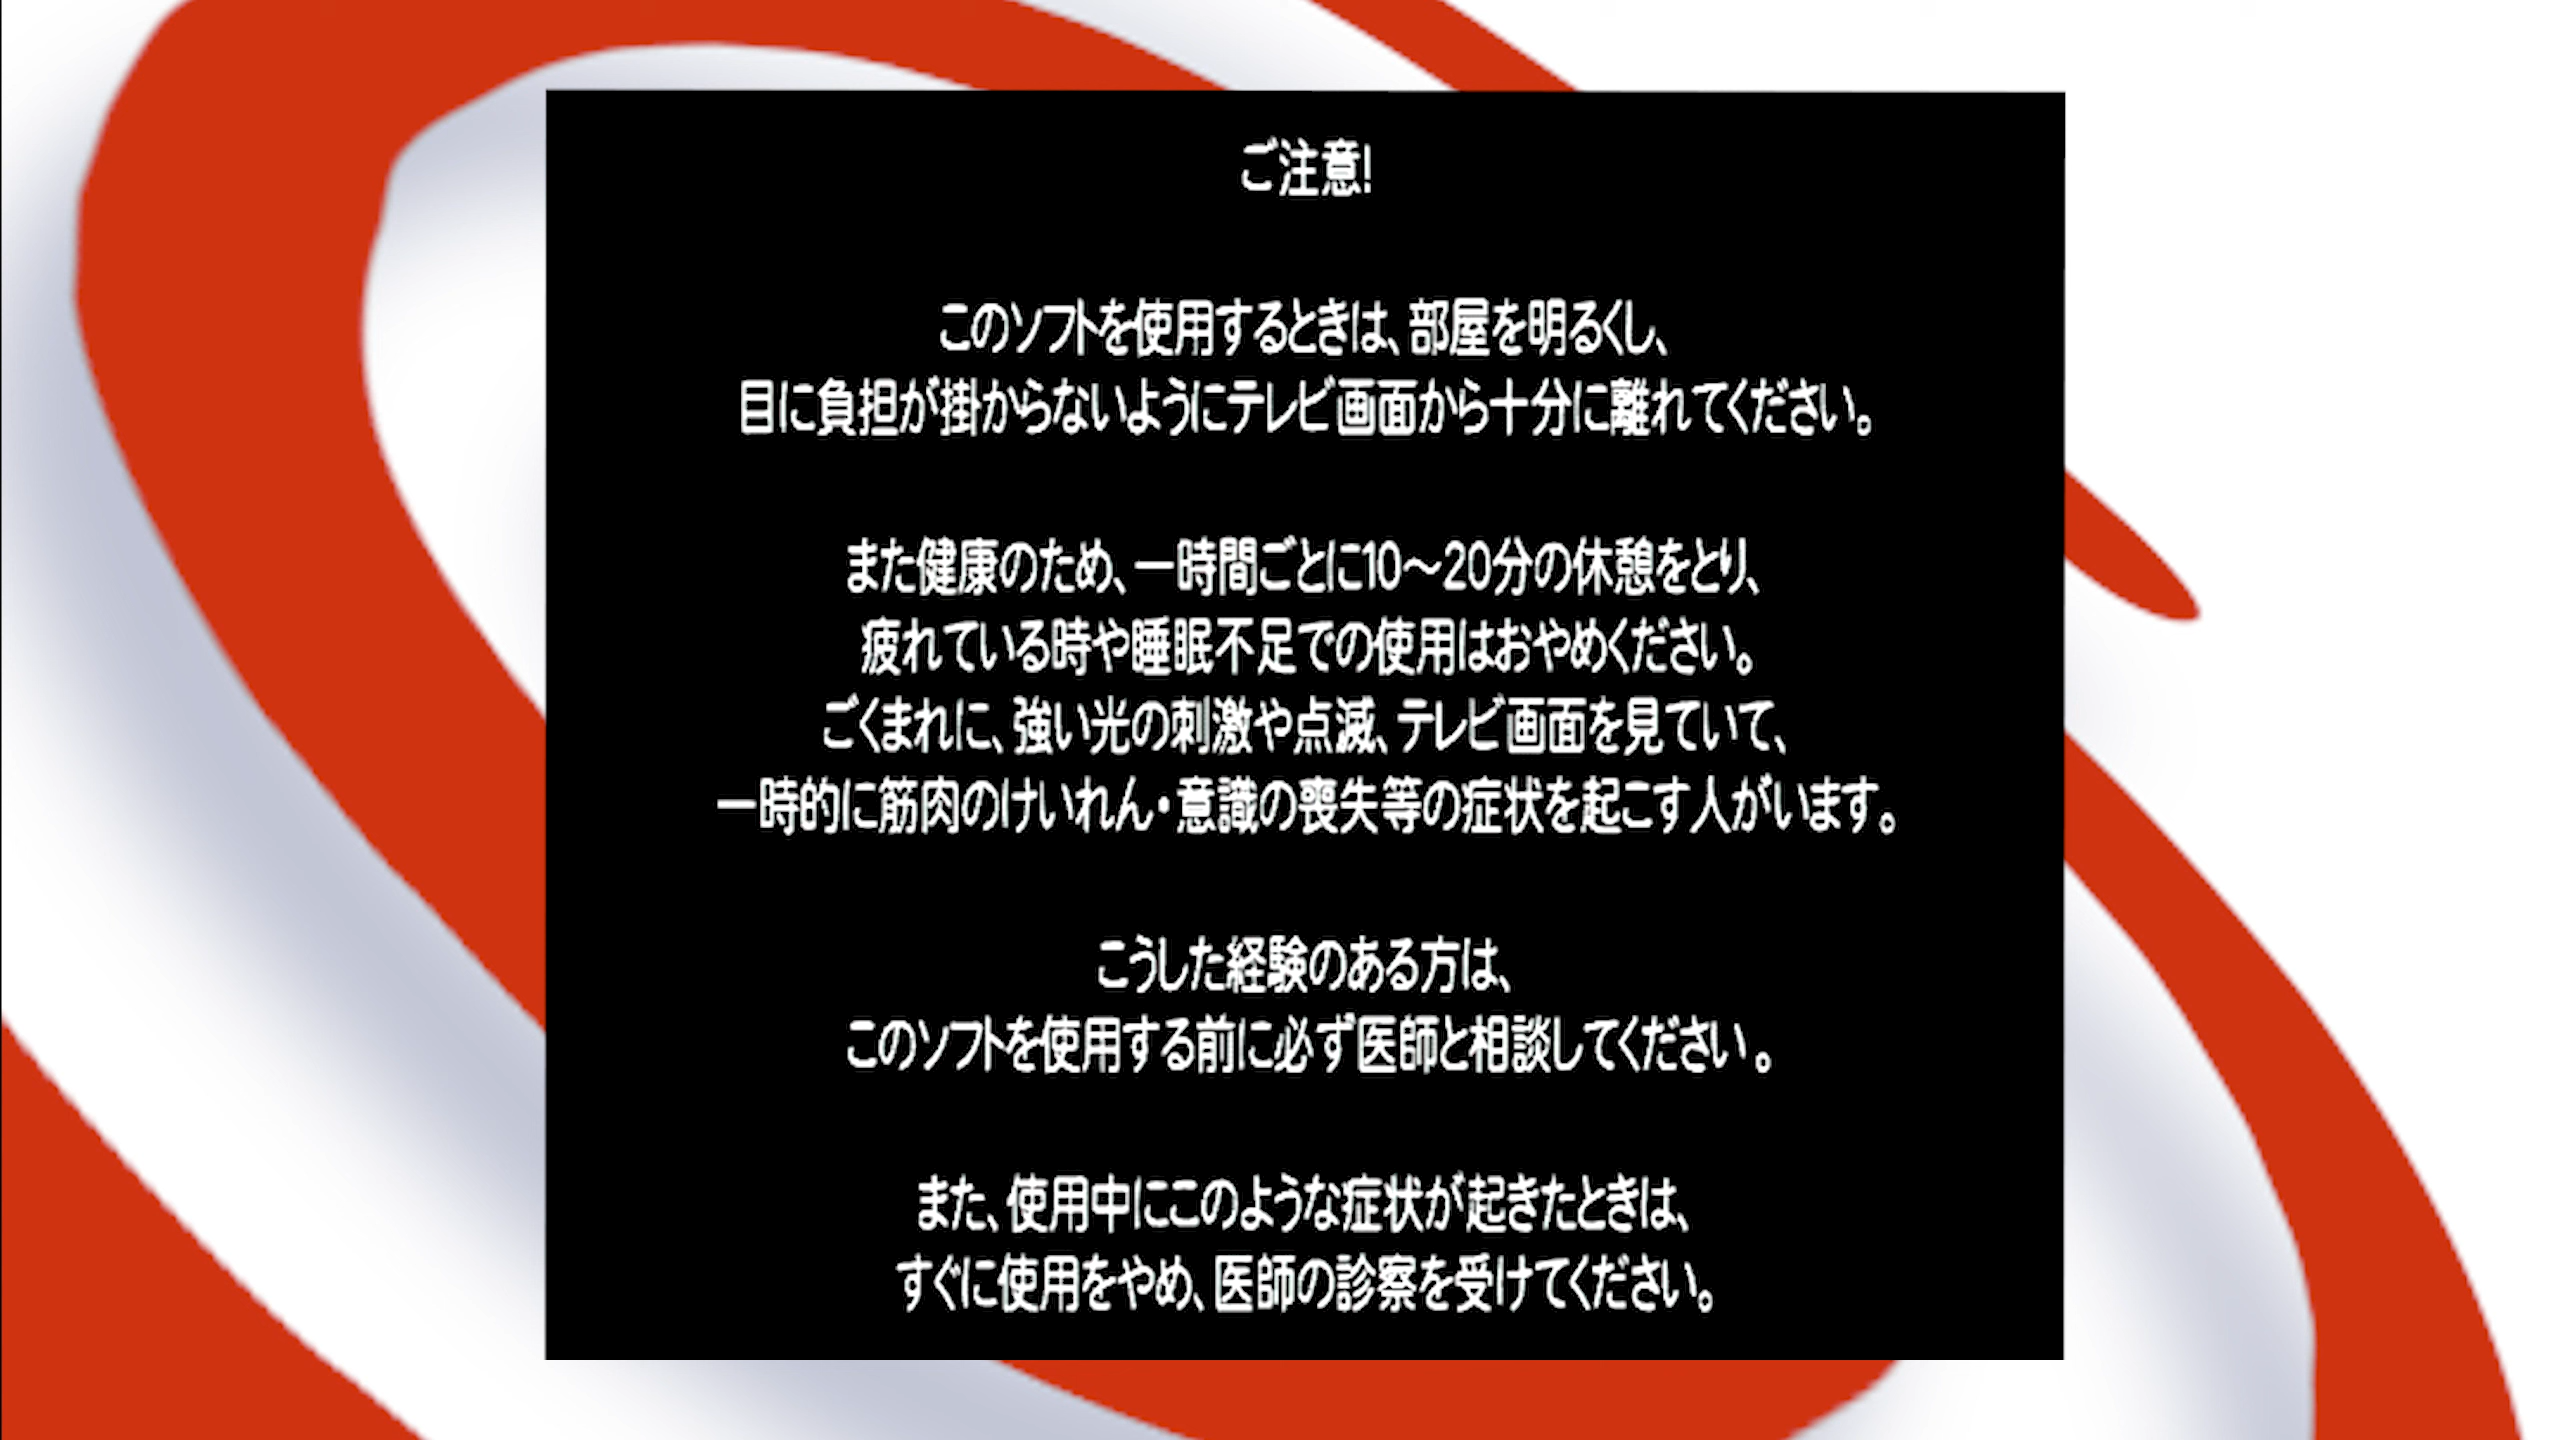 ご注意!
このソフトを使用するときは、部屋を明るくし、
目に負担が掛からないようにテレビ画面から十分に離れてください。
また健康のため、一時間ごとに10〜20分の休憩をとり、
疲れている時や睡眠不足での使用はおやめください。
ごくまれに、強い光の刺激や点滅、テレビ画面を見ていて、
一時的に筋肉のけいれん・意識の喪失等の症状を起こす人がいます。
こうした経験のある方は、
このソフトを使用する前に必ず医師と相談してください。
また、使用中にこのような症状が起きたときは、
すぐに使用をやめ、医師の診察を受けてください。